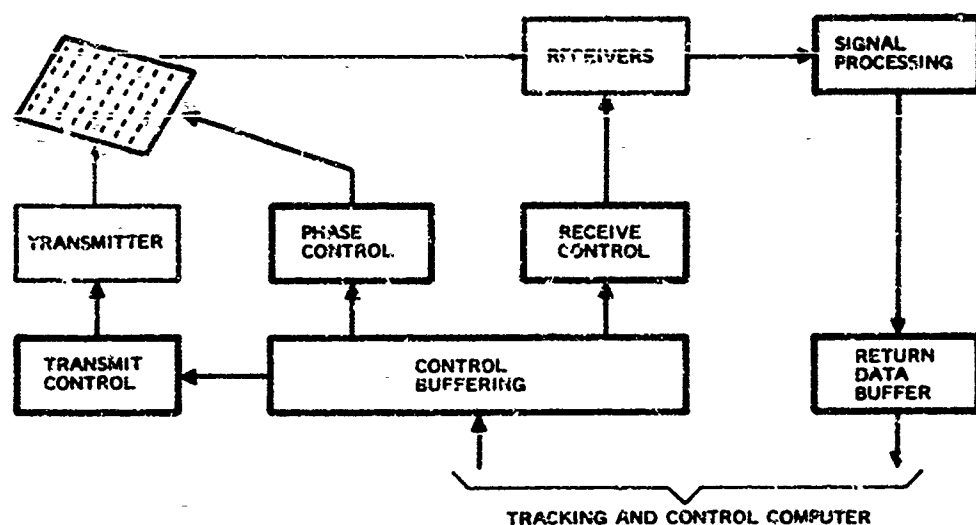 RECEIVERS
SIGNAL
PROCESSING
TRANSMITTER
PHASE
CONTROL
RECEIVE
CONTROL
TRANSMIT
CONTROL
CONTROL
BUFFERING
RETURN
DATA
BUFFER
TRACKING AND CONTROL COMPUTER